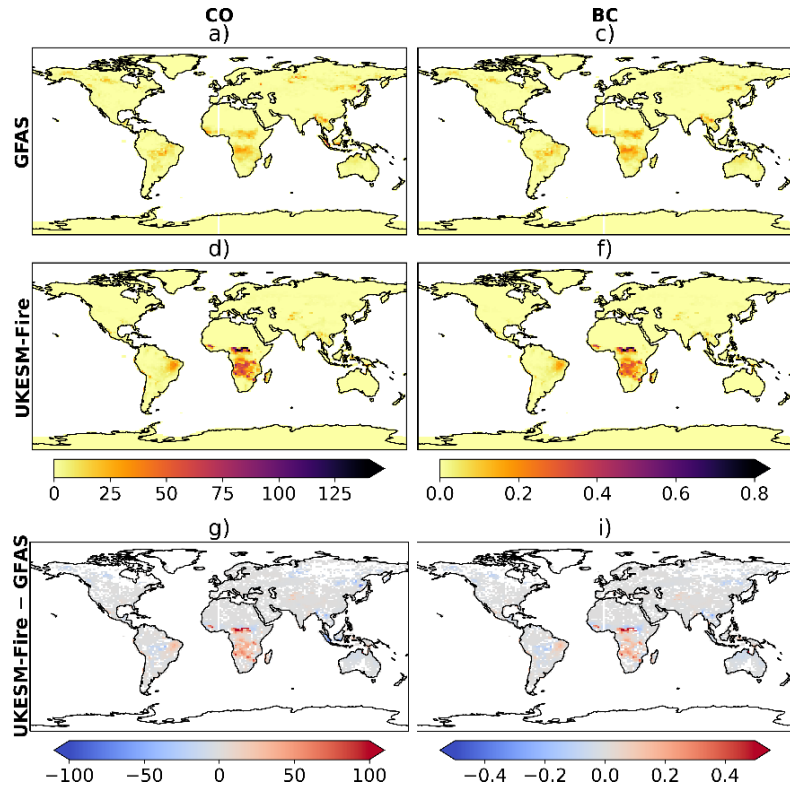 CO BC
a) c)
GFAS
d) f)
UKESM-Fire
0 25 50 75 100 125
0.0 0.2 0.4 0.6 0.8
g) i)
UKESM-Fire − GFAS
−100 −50 0 50 100
−0.4 −0.2 0.0 0.2 0.4